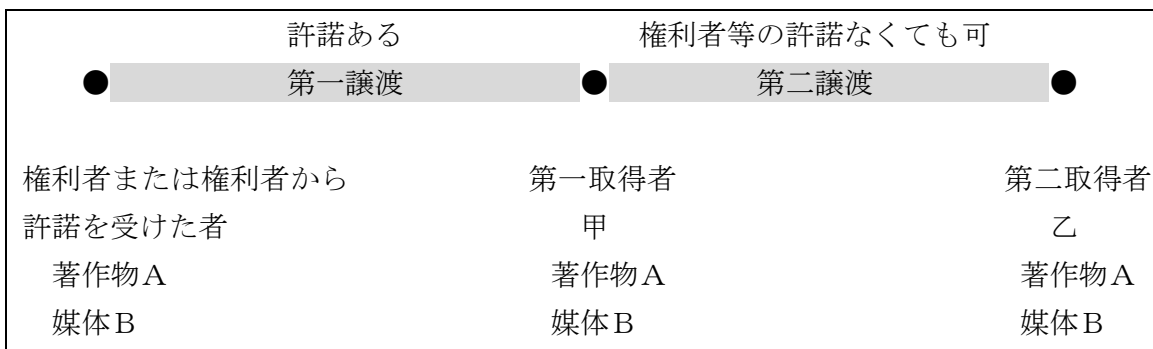 許諾ある 権利者等の許諾なくても可
● 第一譲渡 ● 第二譲渡 ●
権利者または権利者から 第一取得者 第二取得者
許諾を受けた者 甲 乙
著作物A 著作物A 著作物A
媒体B 媒体B 媒体B